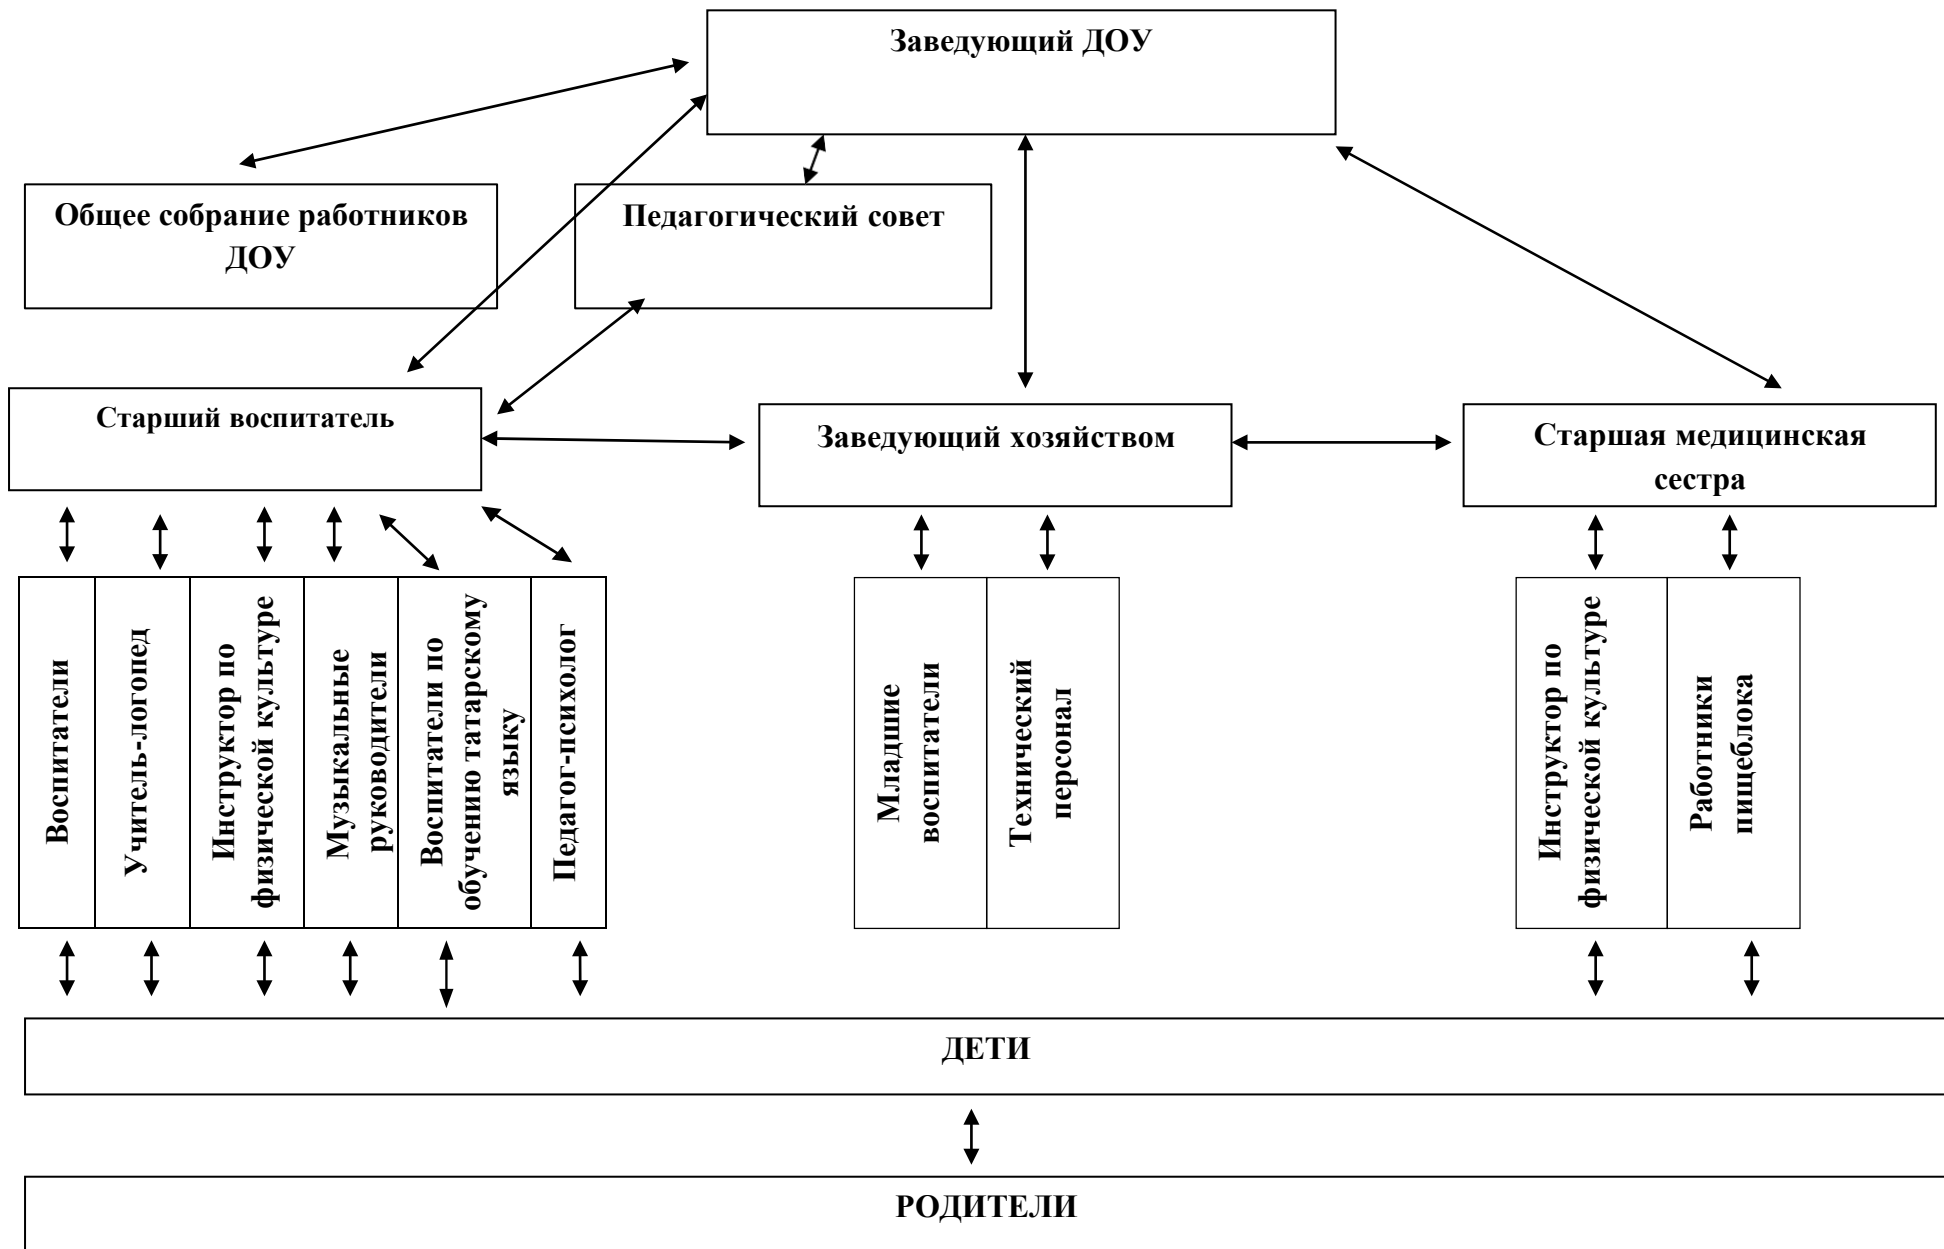 Заведующий ДОУ
Общее собрание работников
ДОУ
Педагогический совет
Старший воспитатель
Заведующий хозяйством
Старшая медицинская
сестра
Воспитатели
Учитель-логопед
Инструктор по
физической культуре
Музыкальные
руководители
Воспитатели по
обучению татарскому
языку
Педагог-психолог
Младшие
воспитатели
Технический
персонал
Инструктор по
физической культуре
Работники
пищеблока
ДЕТИ
РОДИТЕЛИ